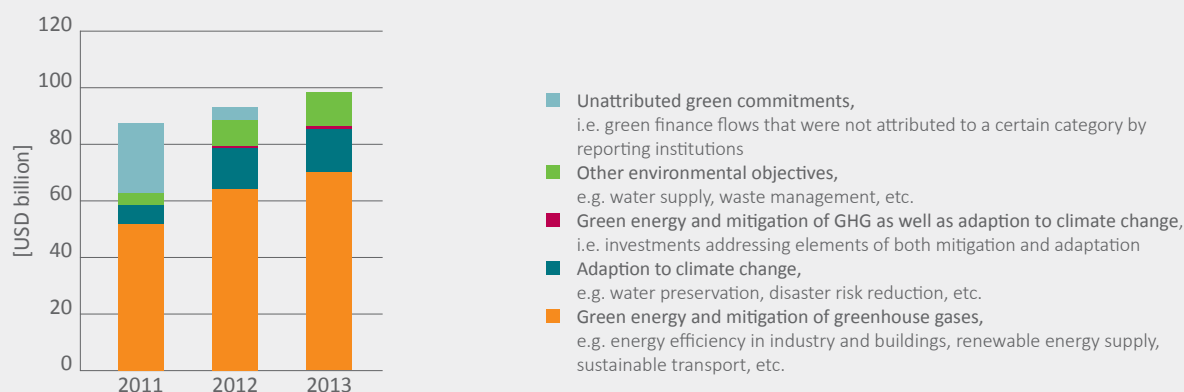 120
100
80
60
40
20
0
[USD billion]
2011
2012
2013
Unattributed green commitments,
i.e. green finance flows that were not attributed to a certain category by
reporting institutions
Other environmental objectives,
e.g. water supply, waste management, etc.
Green energy and mitigation of GHG as well as adaption to climate change,
i.e. investments addressing elements of both mitigation and adaptation
Adaption to climate change,
e.g. water preservation, disaster risk reduction, etc.
Green energy and mitigation of greenhouse gases,
e.g. energy efficiency in industry and buildings, renewable energy supply,
sustainable transport, etc.